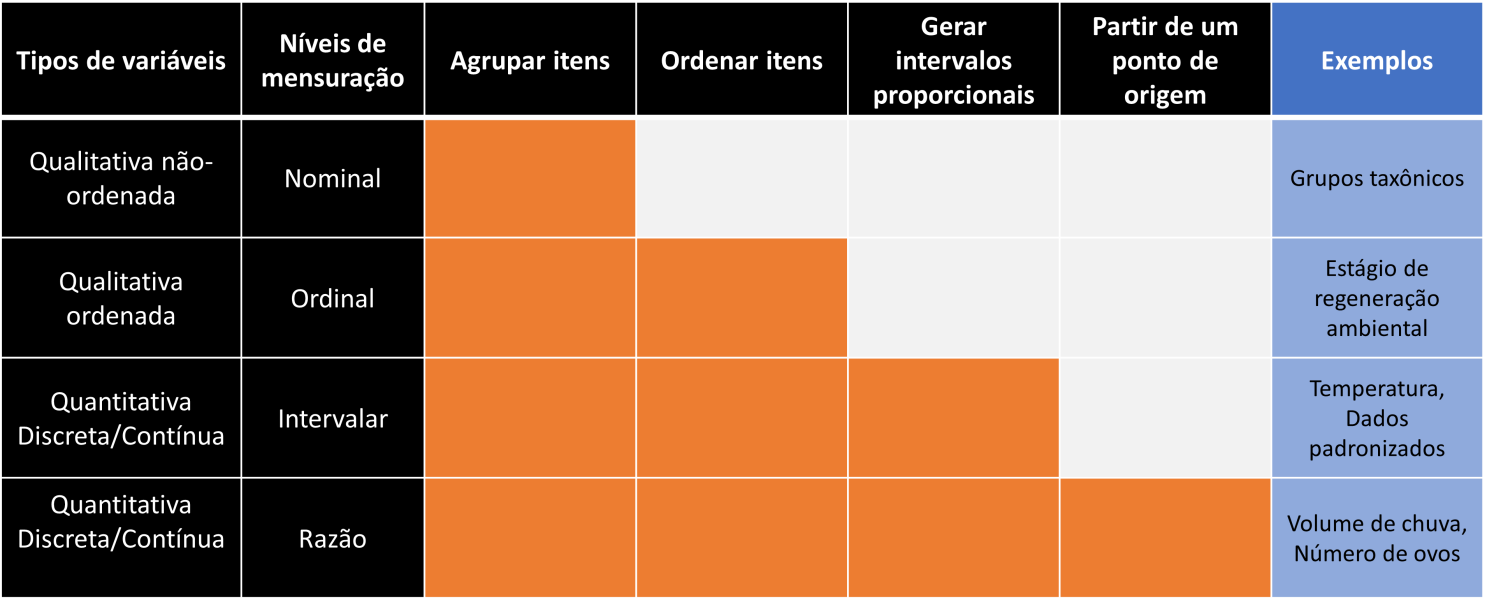 Tipos de variáveis
Níveis de
mensuração
Agrupar itens
Ordenar itens
Gerar
intervalos
proporcionais
Partir de um
ponto de
origem
Exemplos
Qualitativa não-
ordenada
Nominal
Grupos taxônicos
Qualitativa
ordenada
Ordinal
Estágio de
regeneração
ambiental
Quantitativa
Discreta/Contínua
Intervalar
Temperatura,
Dados
padronizados
Quantitativa
Discreta/Contínua
Razão
Volume de chuva,
Número de ovos